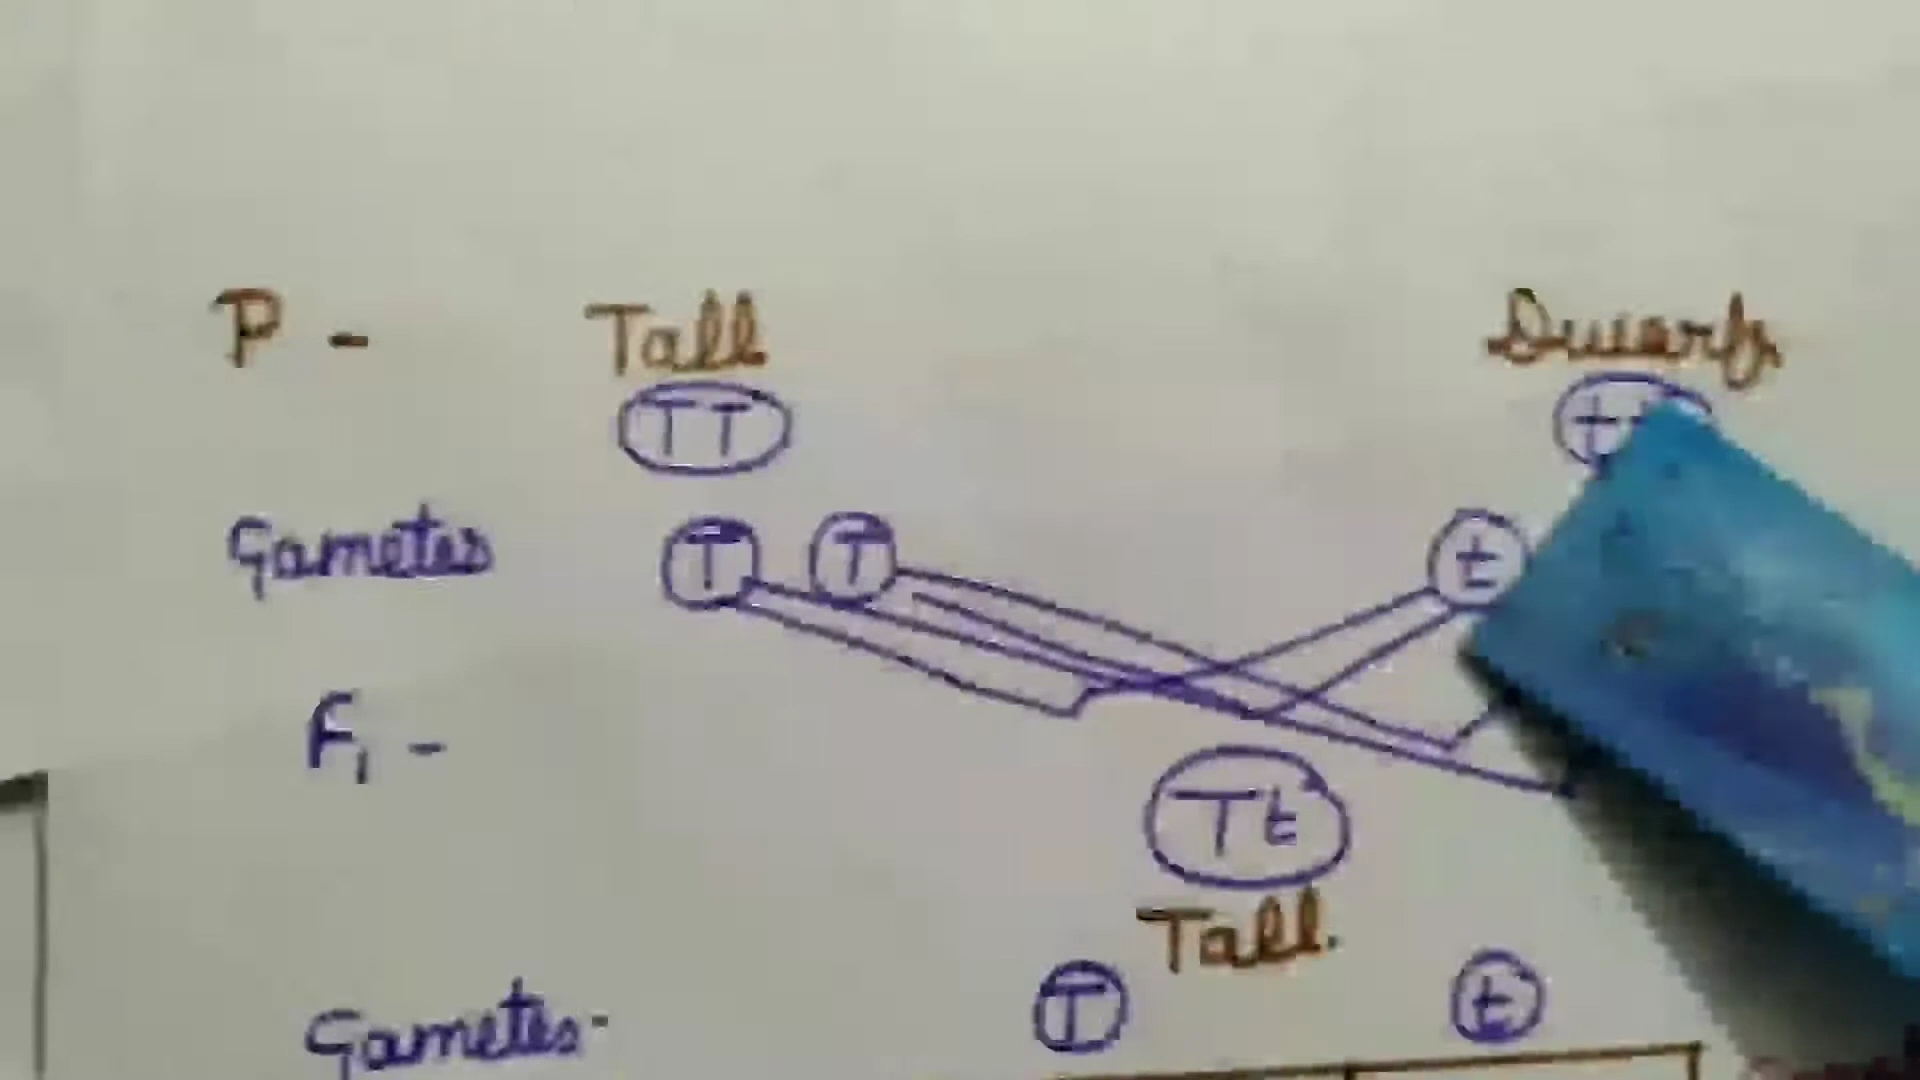 P - Tall Dwarf
TT t
Gametes T T t
F1 -
Tt
Tall.
T t
Gametes-